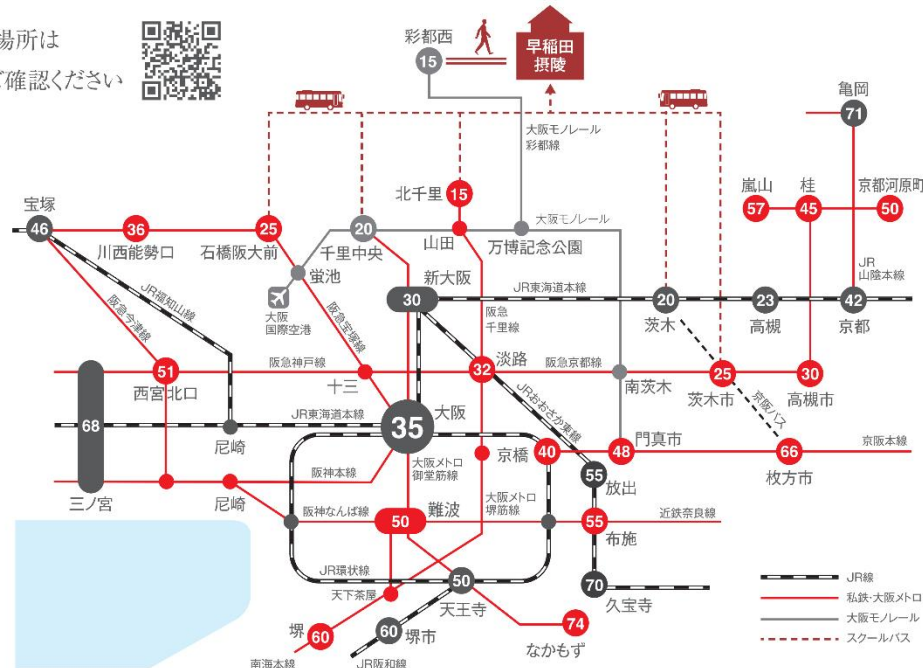 場所は
ご確認ください
彩都西
15
早稲田
摂陵
亀岡
71
大阪モノレール
彩都線
北千里
15
嵐山
57
桂
45
京都河原町
50
宝塚
46
36
川西能勢口
25
石橋阪大前
20
千里中央
山田
万博記念公園
大阪モノレール
蛍池
大阪
国際空港
新大阪
30
JR東海道本線
20
茨木
23
高槻
42
京都
JR
山陰本線
JR福知山線
阪急今津線
阪急宝塚線
阪急
千里線
51
西宮北口
阪急神戸線
十三
32
淡路
阪急京都線
南茨木
25
茨木市
30
高槻市
京阪バス
68
三ノ宮
JR東海道本線
尼崎
35
大阪
JRおおさか東線
大阪メトロ
御堂筋線
京橋
40
48
門真市
66
枚方市
京阪本線
阪神本線
尼崎
55
放出
大阪メトロ
堺筋線
阪神なんば線
50
難波
55
布施
近鉄奈良線
JR環状線
天下茶屋
50
天王寺
70
久宝寺
堺
60
60
堺市
74
なかもず
南海本線
JR阪和線
JR線
私鉄・大阪メトロ
大阪モノレール
スクールバス